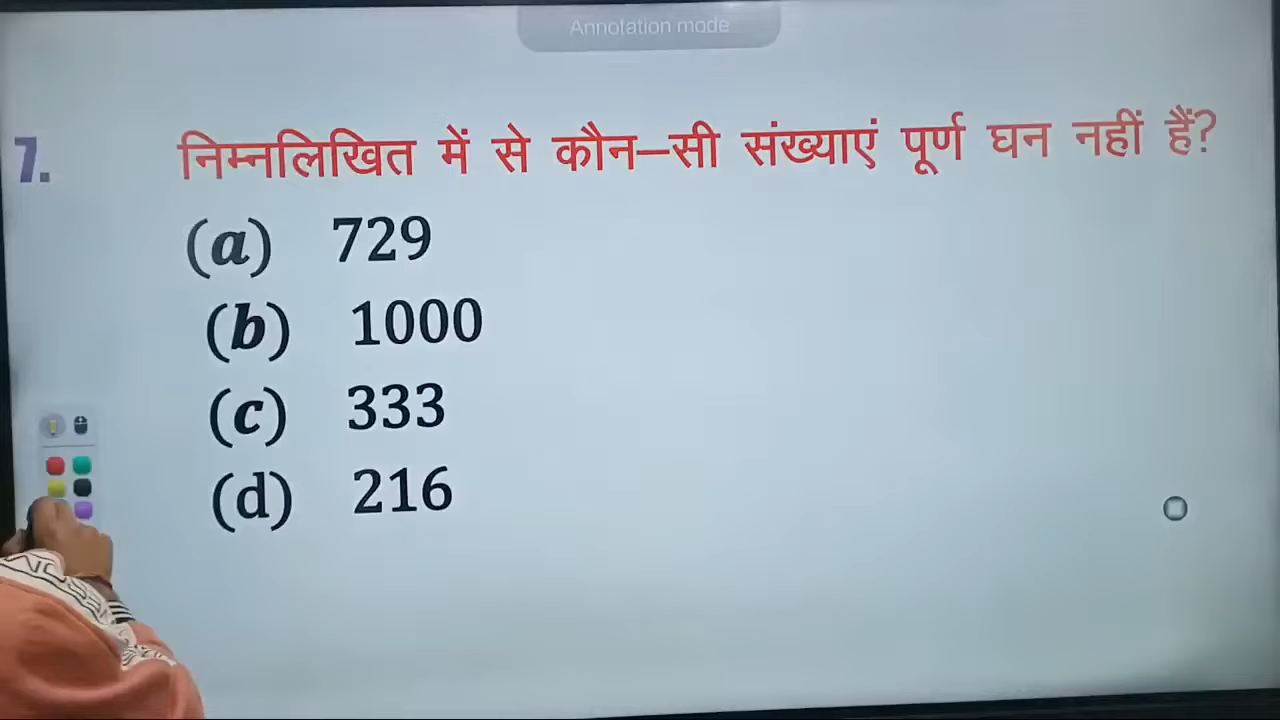 Annotation mode
7. निम्नलिखित में से कौन–सी संख्याएं पूर्ण घन नहीं हैं?
(a) 729
(b) 1000
(c) 333
(d) 216